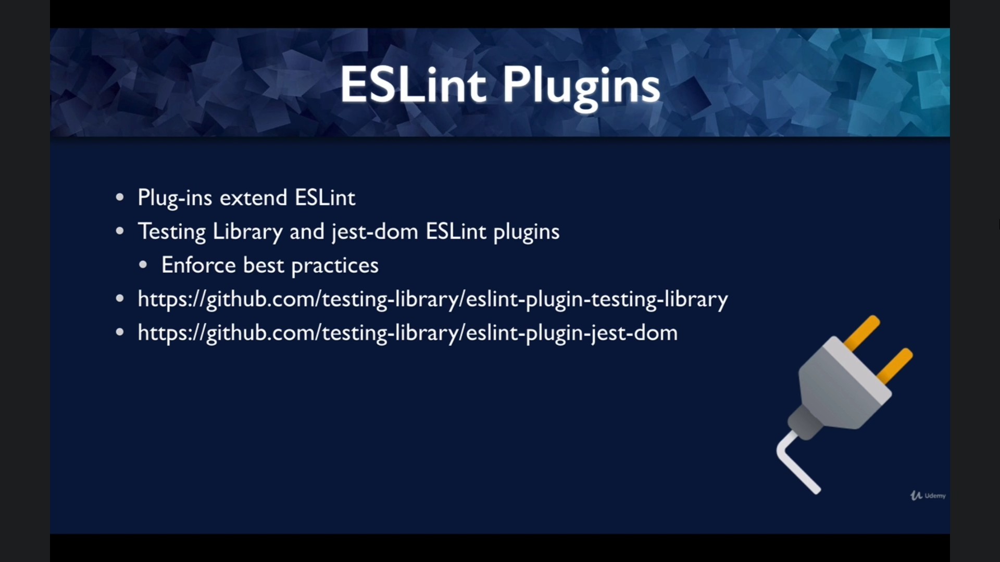 ESLint Plugins
• Plug-ins extend ESLint
• Testing Library and jest-dom ESLint plugins
• Enforce best practices
• https://github.com/testing-library/eslint-plugin-testing-library
• https://github.com/testing-library/eslint-plugin-jest-dom
Udemy